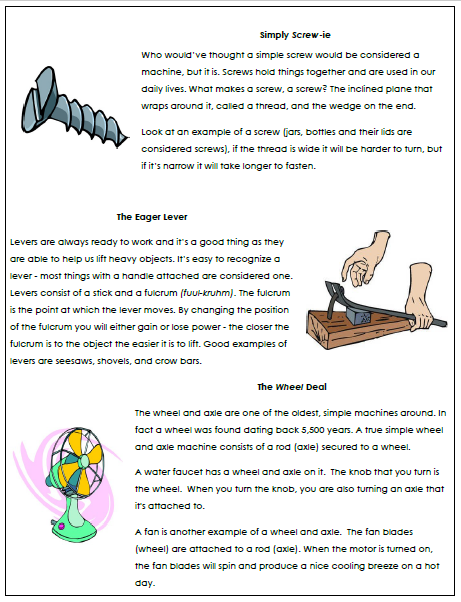 Simply Screw-ie
Who would've thought a simple screw would be considered a
machine, but it is. Screws hold things together and are used in our
daily lives. What makes a screw, a screw? The inclined plane that
wraps around it, called a thread, and the wedge on the end.
Look at an example of a screw (jars, bottles and their lids are
considered screws), if the thread is wide it will be harder to turn, but
if it's narrow it will take longer to fasten.
The Eager Lever
Levers are always ready to work and it's a good thing as they
are able to help us lift heavy objects. It's easy to recognize a
lever - most things with a handle attached are considered one.
Levers consist of a stick and a fulcrum (fuul-kruhm). The fulcrum
is the point at which the lever moves. By changing the position
of the fulcrum you will either gain or lose power - the closer the
fulcrum is to the object the easier it is to lift. Good examples of
levers are seesaws, shovels, and crow bars.
The Wheel Deal
The wheel and axle are one of the oldest, simple machines around. In
fact a wheel was found dating back 5,500 years. A true simple wheel
and axle machine consists of a rod (axle) secured to a wheel.
A water faucet has a wheel and axle on it. The knob that you turn is
the wheel. When you turn the knob, you are also turning an axle that
it's attached to.
A fan is another example of a wheel and axle. The fan blades
(wheel) are attached to a rod (axle). When the motor is turned on,
the fan blades will spin and produce a nice cooling breeze on a hot
day.